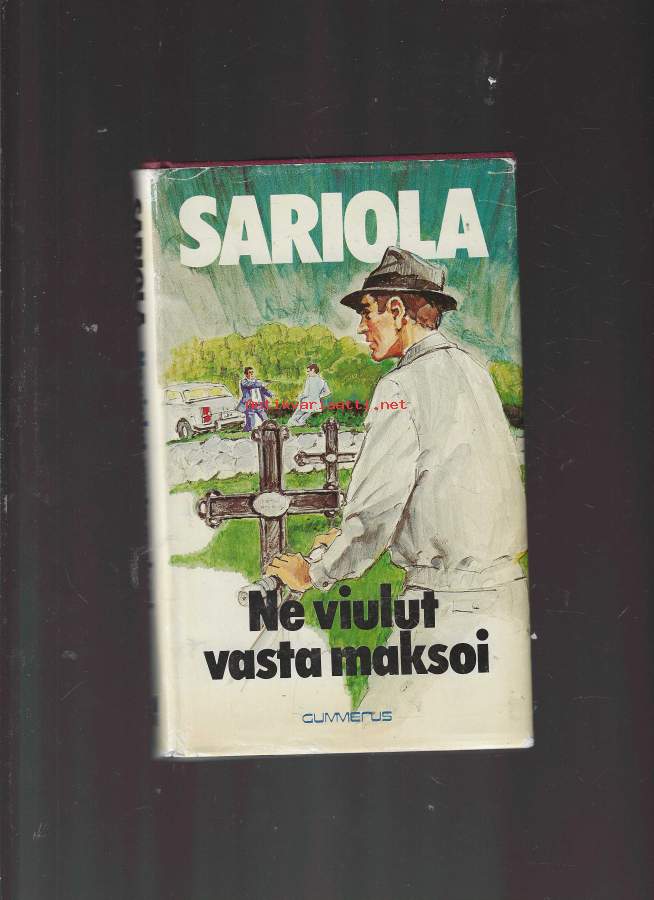 SARIOLA
Antikvariaatti.net
Ne viulut
vasta maksoi
GUMMERUS